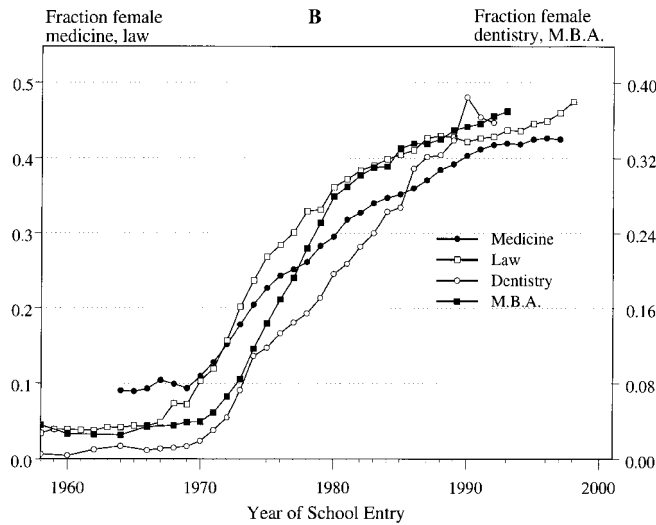 Fraction female
medicine, law
B
Fraction female
dentistry, M.B.A.
0.5
0.4
0.3
0.2
0.1
0.0
0.40
0.32
0.24
0.16
0.08
0.00
Medicine
Law
Dentistry
M.B.A.
1960 1970 1980 1990 2000
Year of School Entry